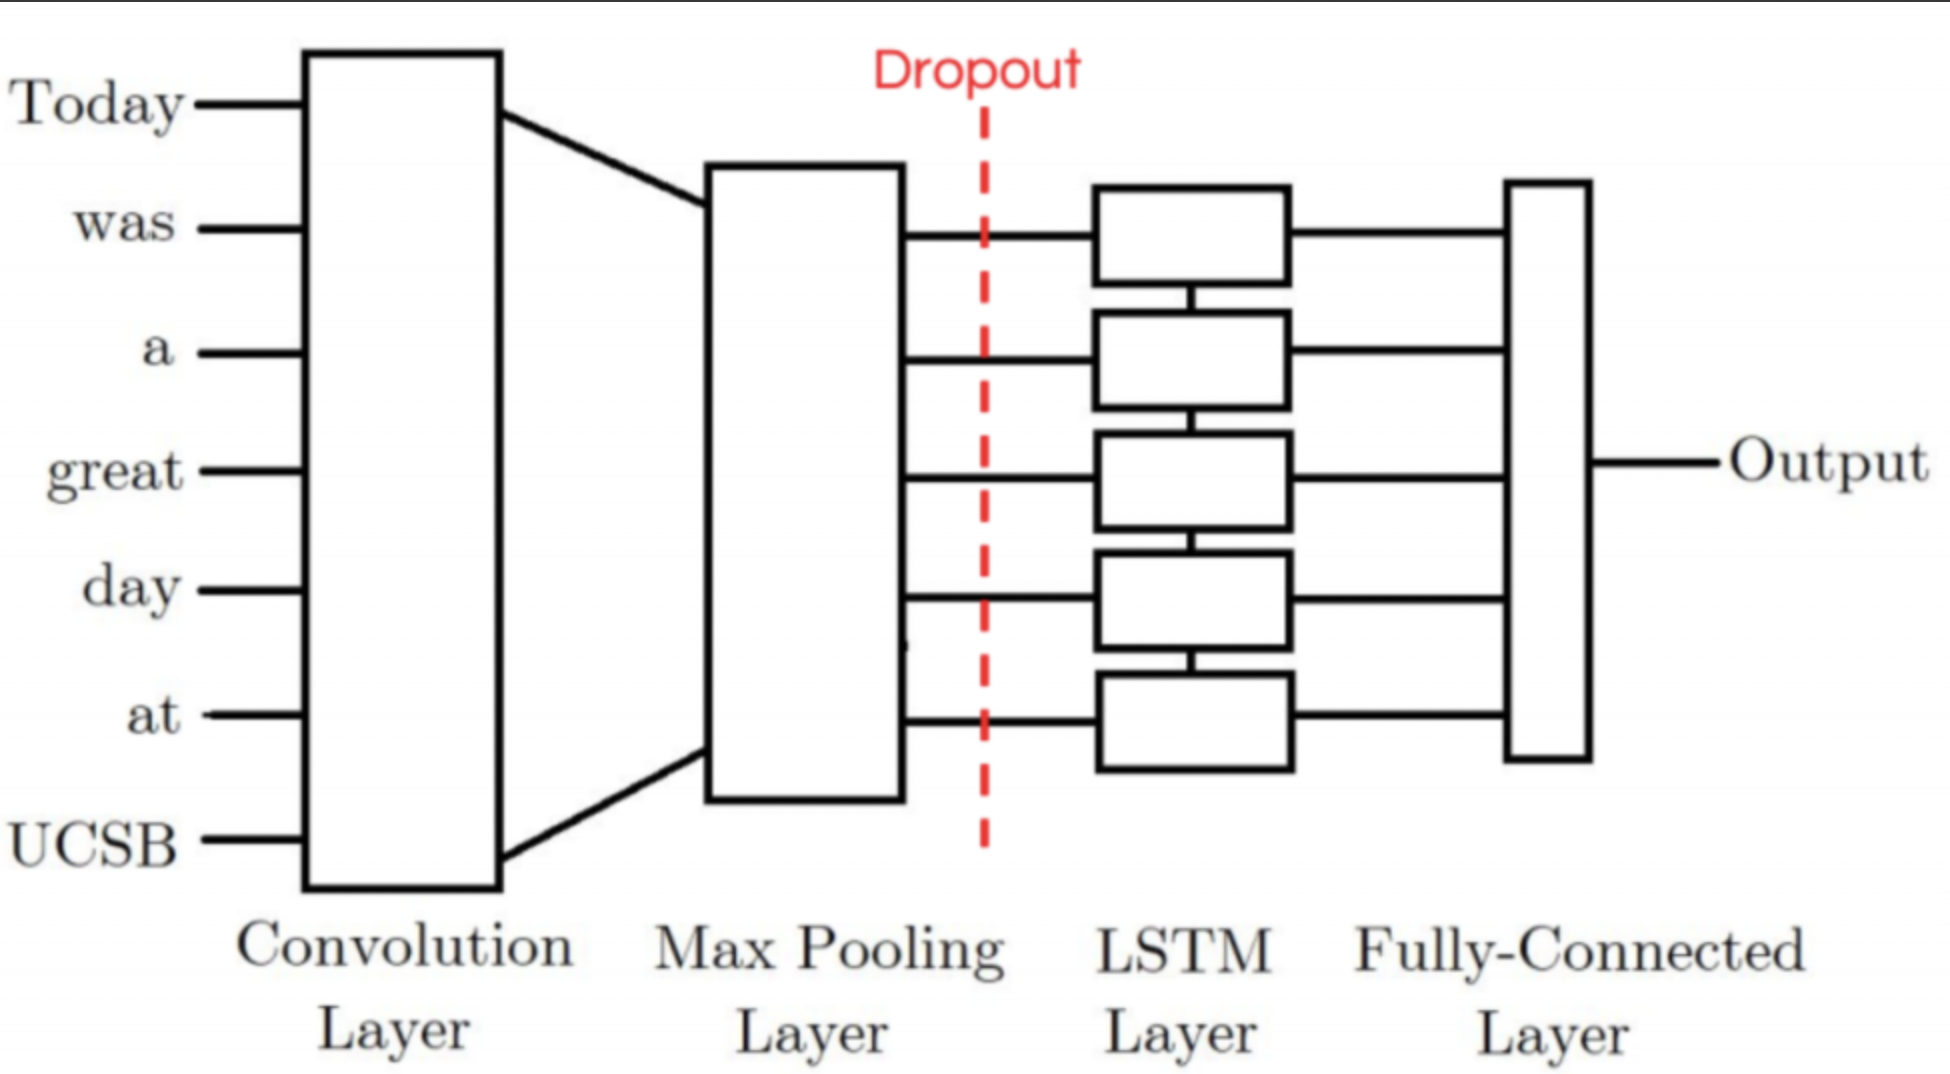 Dropout
Today
was
a
great
day
at
UCSB
Output
Convolution
Layer
Max Pooling
Layer
LSTM
Layer
Fully-Connected
Layer